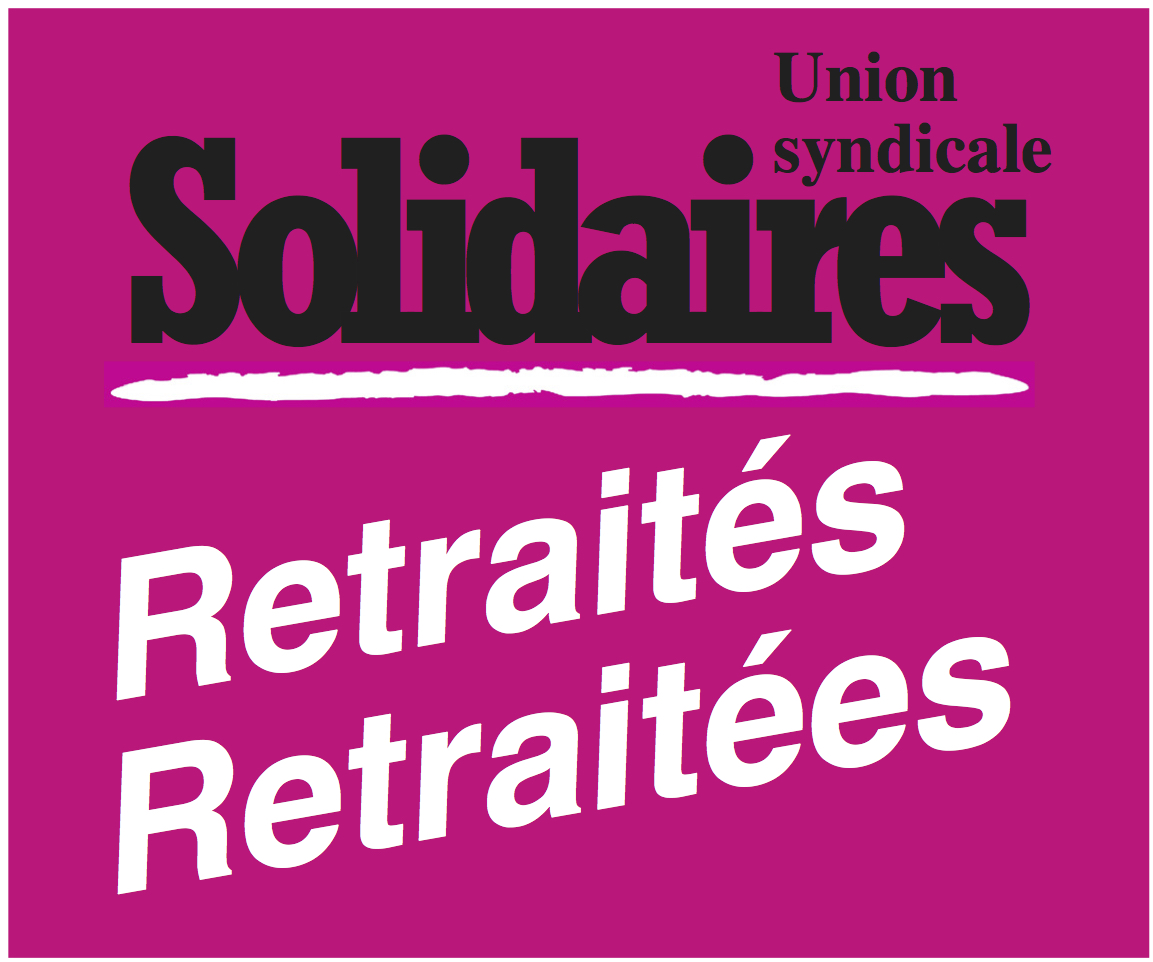 Union
syndicale
Solidaires
Retraités
Retraitées